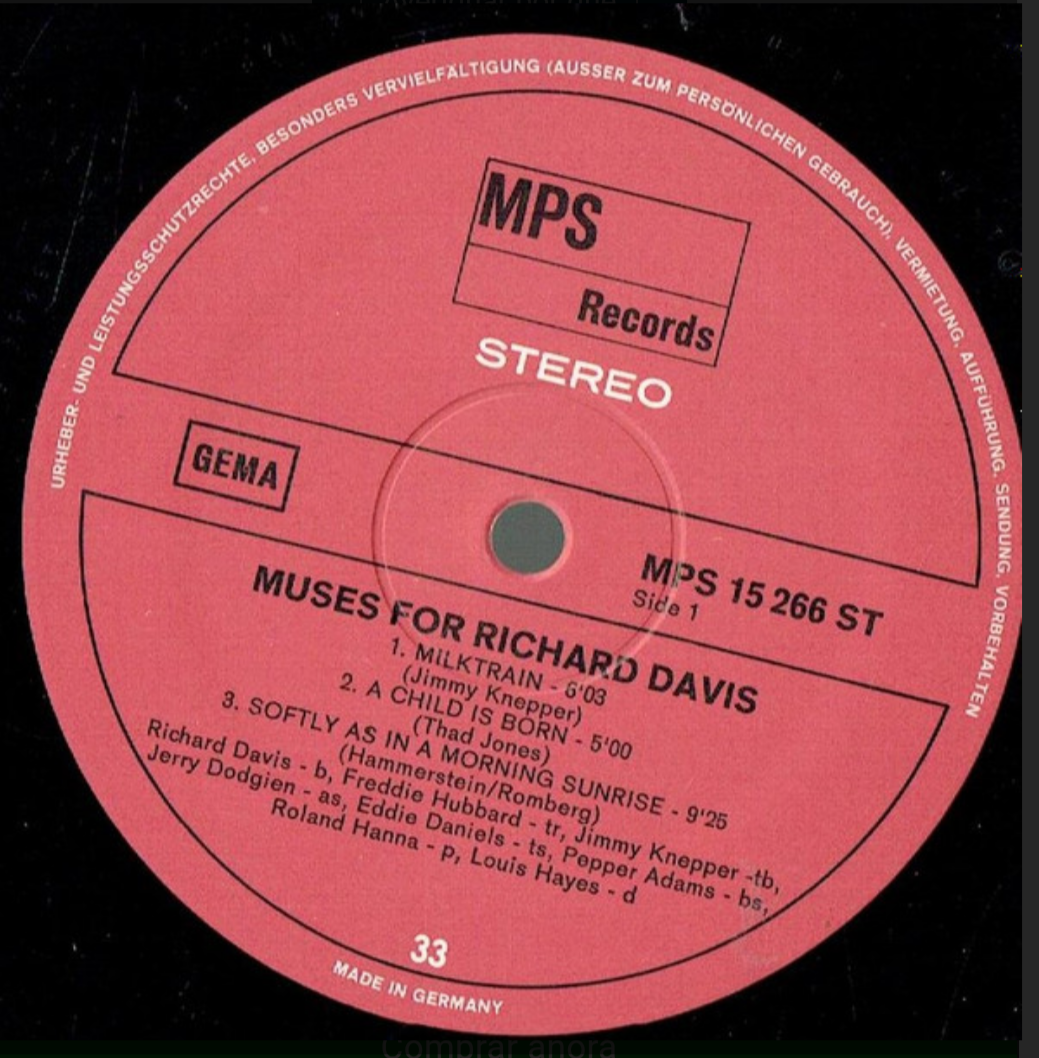 URHEBER- UND LEISTUNGSSCHUTZRECHTE, BESONDERS VERVIELFÄLTIGUNG (AUSSER ZUM PERSÖNLICHEN GEBRAUCH), VERMIETUNG, AUFFÜHRUNG, SENDUNG, VORBEHALTEN
MPS
Records
STEREO
GEMA
MPS 15 266 ST
Side 1
MUSES FOR RICHARD DAVIS
1. MILKTRAIN - 6'03
(Jimmy Knepper)
2. A CHILD IS BORN - 5'00
(Thad Jones)
3. SOFTLY AS IN A MORNING SUNRISE - 9'25
(Hammerstein/Romberg)
Richard Davis - b, Freddie Hubbard - tr, Jimmy Knepper -tb,
Jerry Dodgien - as, Eddie Daniels - ts, Pepper Adams - bs,
Roland Hanna - p, Louis Hayes - d
33
MADE IN GERMANY
Comprar ahora